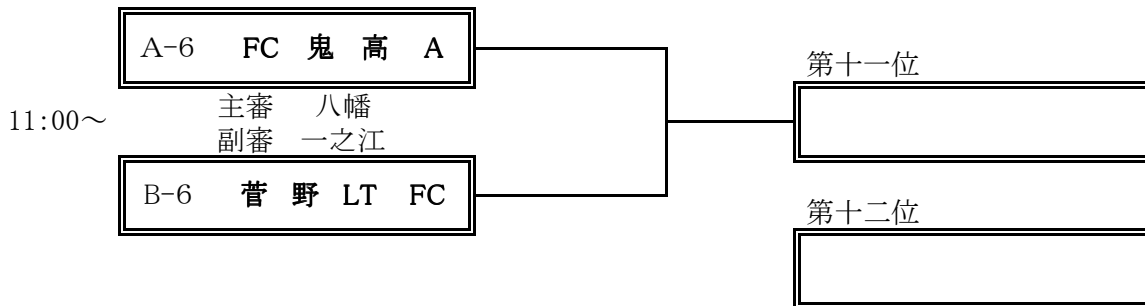 A-6 FC 鬼 高 A
第十一位
主審 八幡
11:00～
副審 一之江
B-6 菅 野 LT FC
第十二位